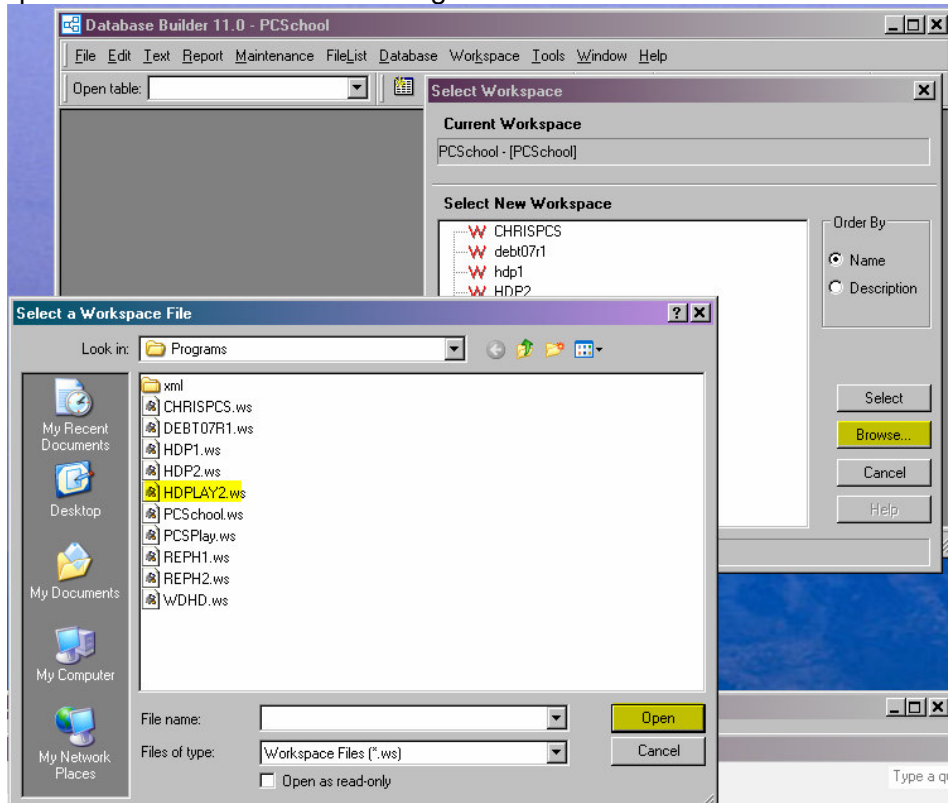 Database Builder 11.0 - PCSchool
File Edit Text Report Maintenance FileList Database Workspace Tools Window Help
Open table:
Select Workspace
Current Workspace
PCSchool - [PCSchool]
Select New Workspace
CHRISPCS
debt07r1
hdp1
HDP2
Order By
Name
Description
Select
Browse...
Cancel
Help
Select a Workspace File
Look in: Programs
My Recent Documents
Desktop
My Documents
My Computer
My Network Places
xml
CHRISPCS.ws
DEBT07R1.ws
HDP1.ws
HDP2.ws
HDPLAY2.ws
PCSchool.ws
PCSPlay.ws
REPH1.ws
REPH2.ws
WDHD.ws
File name:
Open
Files of type: Workspace Files (*.ws)
Cancel
Open as read-only
Type a q